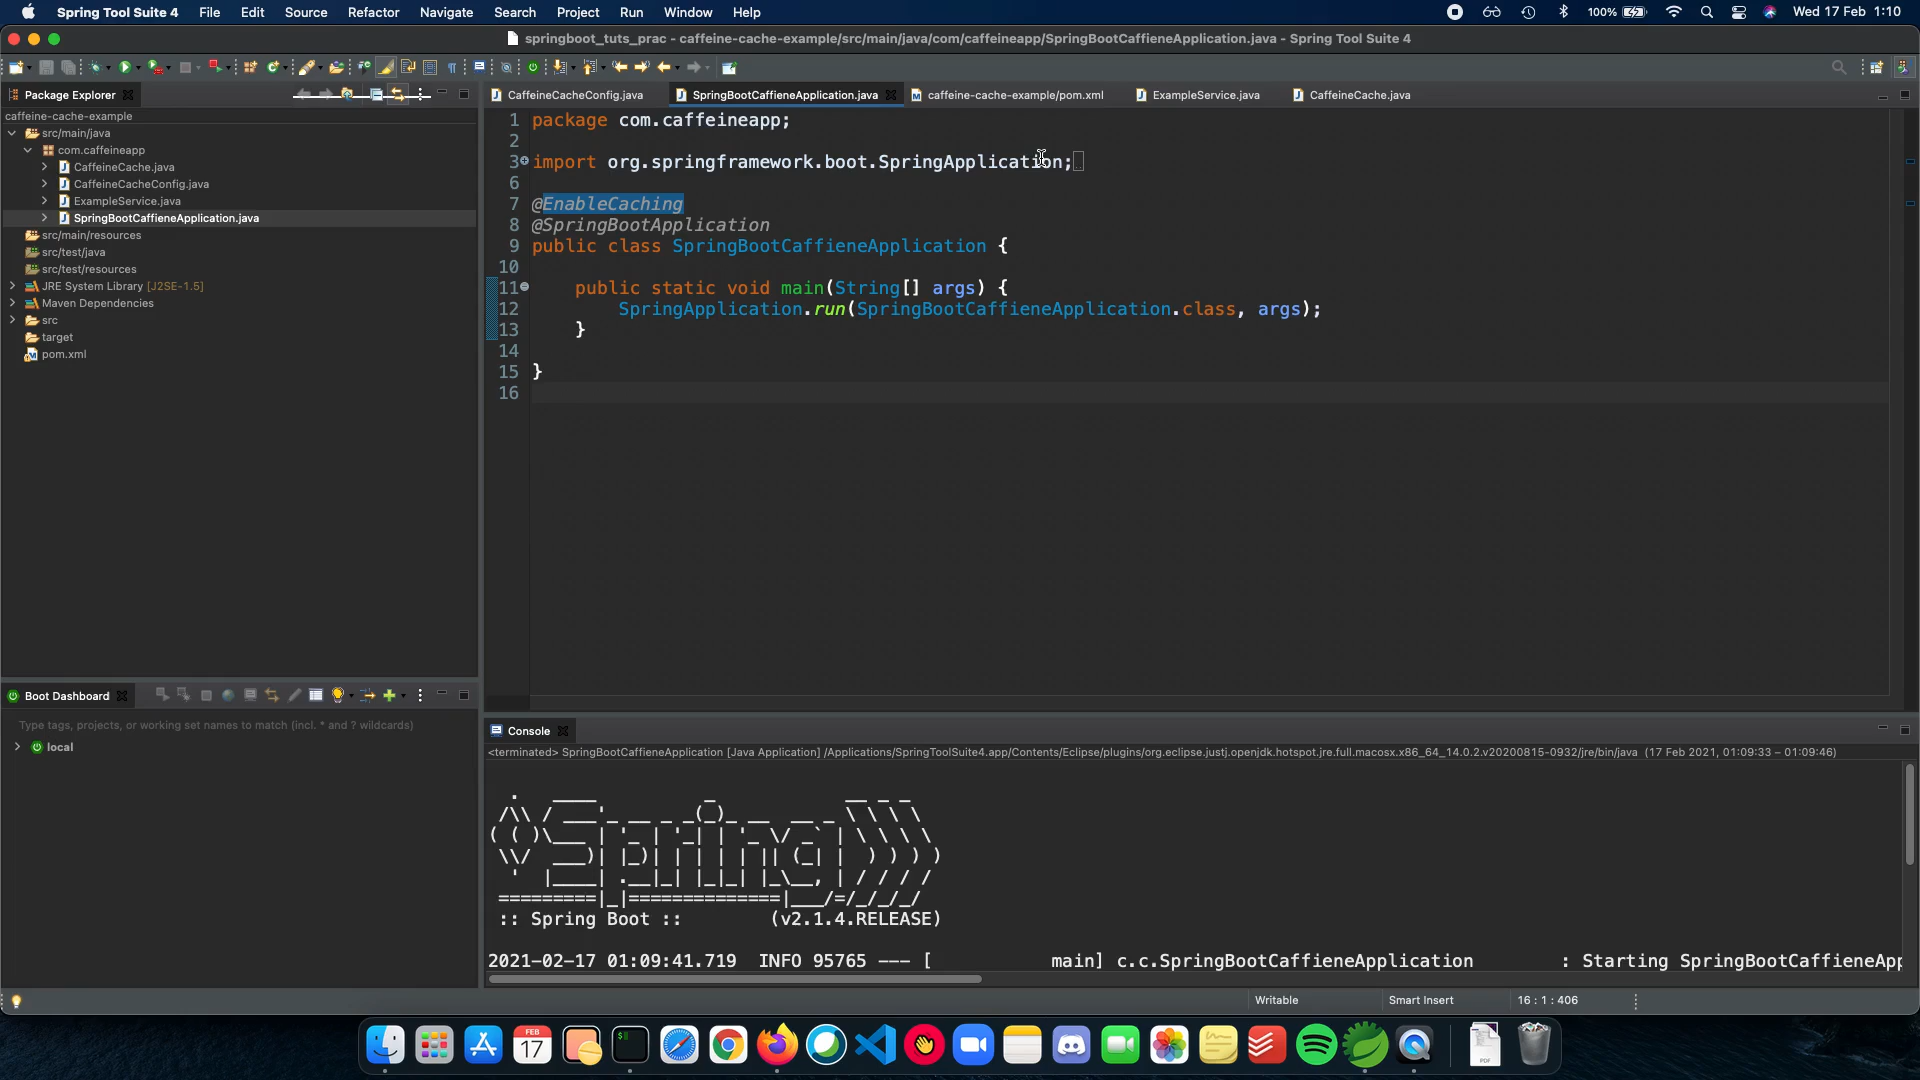 Spring Tool Suite 4 File Edit Source Refactor Navigate Search Project Run Window Help 100% Wed 17 Feb 1:10
springboot_tuts_prac - caffeine-cache-example/src/main/java/com/caffeineapp/SpringBootCaffieneApplication.java - Spring Tool Suite 4
Package Explorer
caffeine-cache-example
src/main/java
com.caffeineapp
CaffeineCache.java
CaffeineCacheConfig.java
ExampleService.java
SpringBootCaffieneApplication.java
src/main/resources
src/test/java
src/test/resources
JRE System Library [J2SE-1.5]
Maven Dependencies
src
target
pom.xml
CaffeineCacheConfig.java SpringBootCaffieneApplication.java caffeine-cache-example/pom.xml ExampleService.java CaffeineCache.java
1 package com.caffeineapp;
2
3 import org.springframework.boot.SpringApplication;
6
7 @EnableCaching
8 @SpringBootApplication
9 public class SpringBootCaffieneApplication {
10
11 public static void main(String[] args) {
12 SpringApplication.run(SpringBootCaffieneApplication.class, args);
13 }
14
15 }
16
Boot Dashboard
Type tags, projects, or working set names to match (incl. * and ? wildcards)
local
Console
<terminated> SpringBootCaffieneApplication [Java Application] /Applications/SpringToolSuite4.app/Contents/Eclipse/plugins/org.eclipse.justj.openjdk.hotspot.jre.full.macosx.x86_64_14.0.2.v20200815-0932/jre/bin/java (17 Feb 2021, 01:09:33 – 01:09:46)
Spring
:: Spring Boot :: (v2.1.4.RELEASE)
2021-02-17 01:09:41.719 INFO 95765 --- [ main] c.c.SpringBootCaffieneApplication : Starting SpringBootCaffieneApp
Writable Smart Insert 16 : 1 : 406
FEB
17
PDF